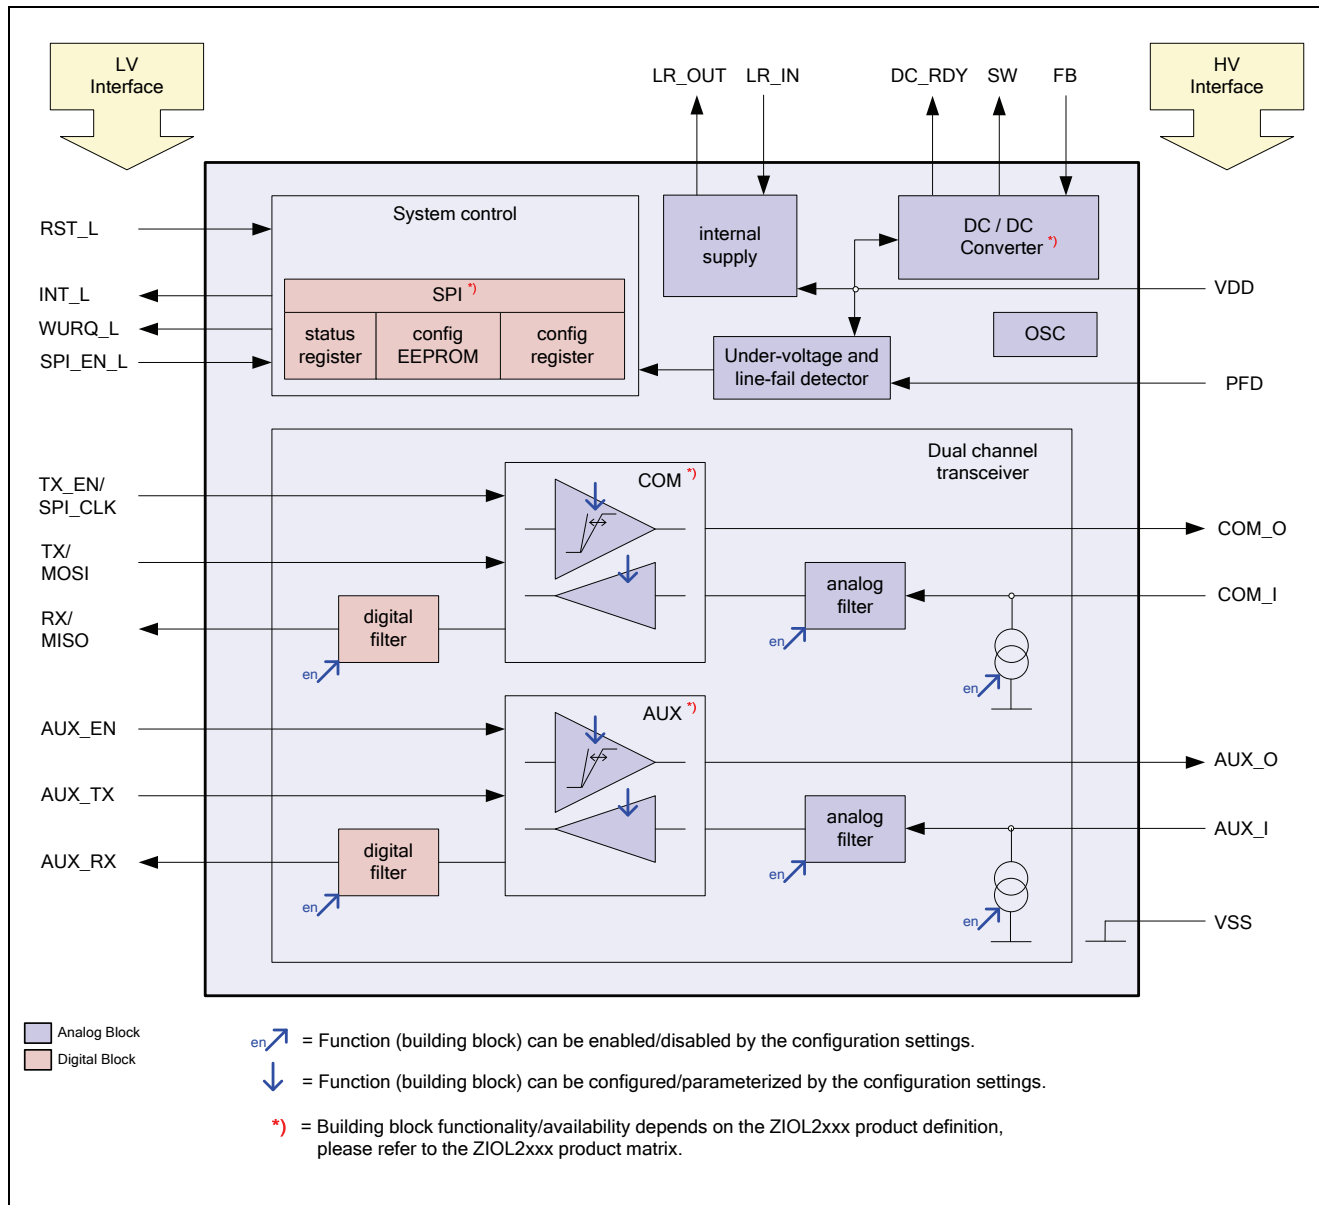 LV
Interface
HV
Interface
LR_OUT
LR_IN
DC_RDY
SW
FB
RST_L
INT_L
WURQ_L
SPI_EN_L
System control
SPI *)
status
register
config
EEPROM
config
register
internal
supply
DC / DC
Converter *)
VDD
OSC
Under-voltage and
line-fail detector
PFD
Dual channel
transceiver
TX_EN/
SPI_CLK
TX/
MOSI
RX/
MISO
COM *)
COM_O
COM_I
digital
filter
en
analog
filter
en
en
AUX_EN
AUX_TX
AUX_RX
AUX *)
AUX_O
AUX_I
digital
filter
en
analog
filter
en
en
VSS
Analog Block
Digital Block
en = Function (building block) can be enabled/disabled by the configuration settings.
= Function (building block) can be configured/parameterized by the configuration settings.
*) = Building block functionality/availability depends on the ZIOL2xxx product definition,
please refer to the ZIOL2xxx product matrix.